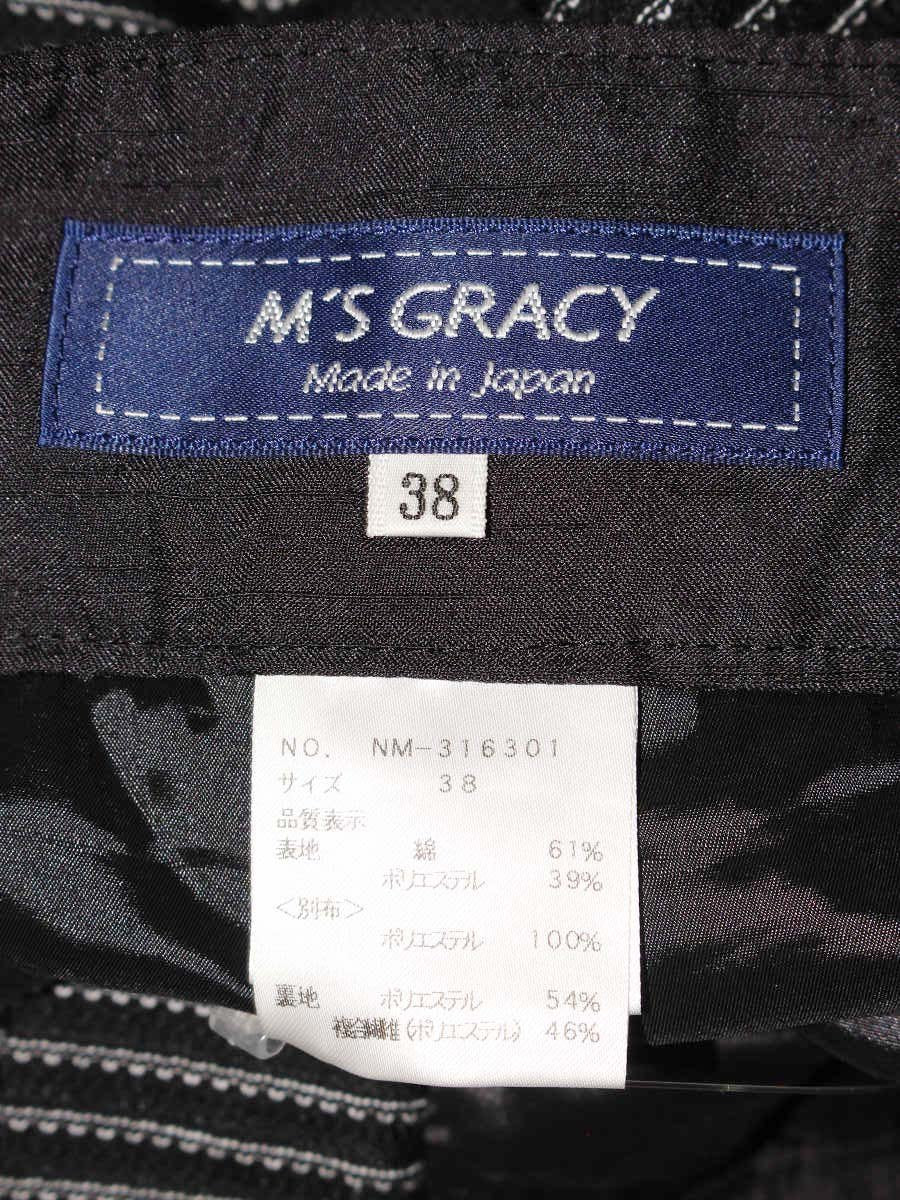 M'S GRACY
Made in Japan
38
NO. NM-316301
サイズ 38
品質表示
表地 綿 61%
ポリエステル 39%
<別布>
ポリエステル 100%
裏地 ポリエステル 54%
複合繊維(ポリエステル) 46%